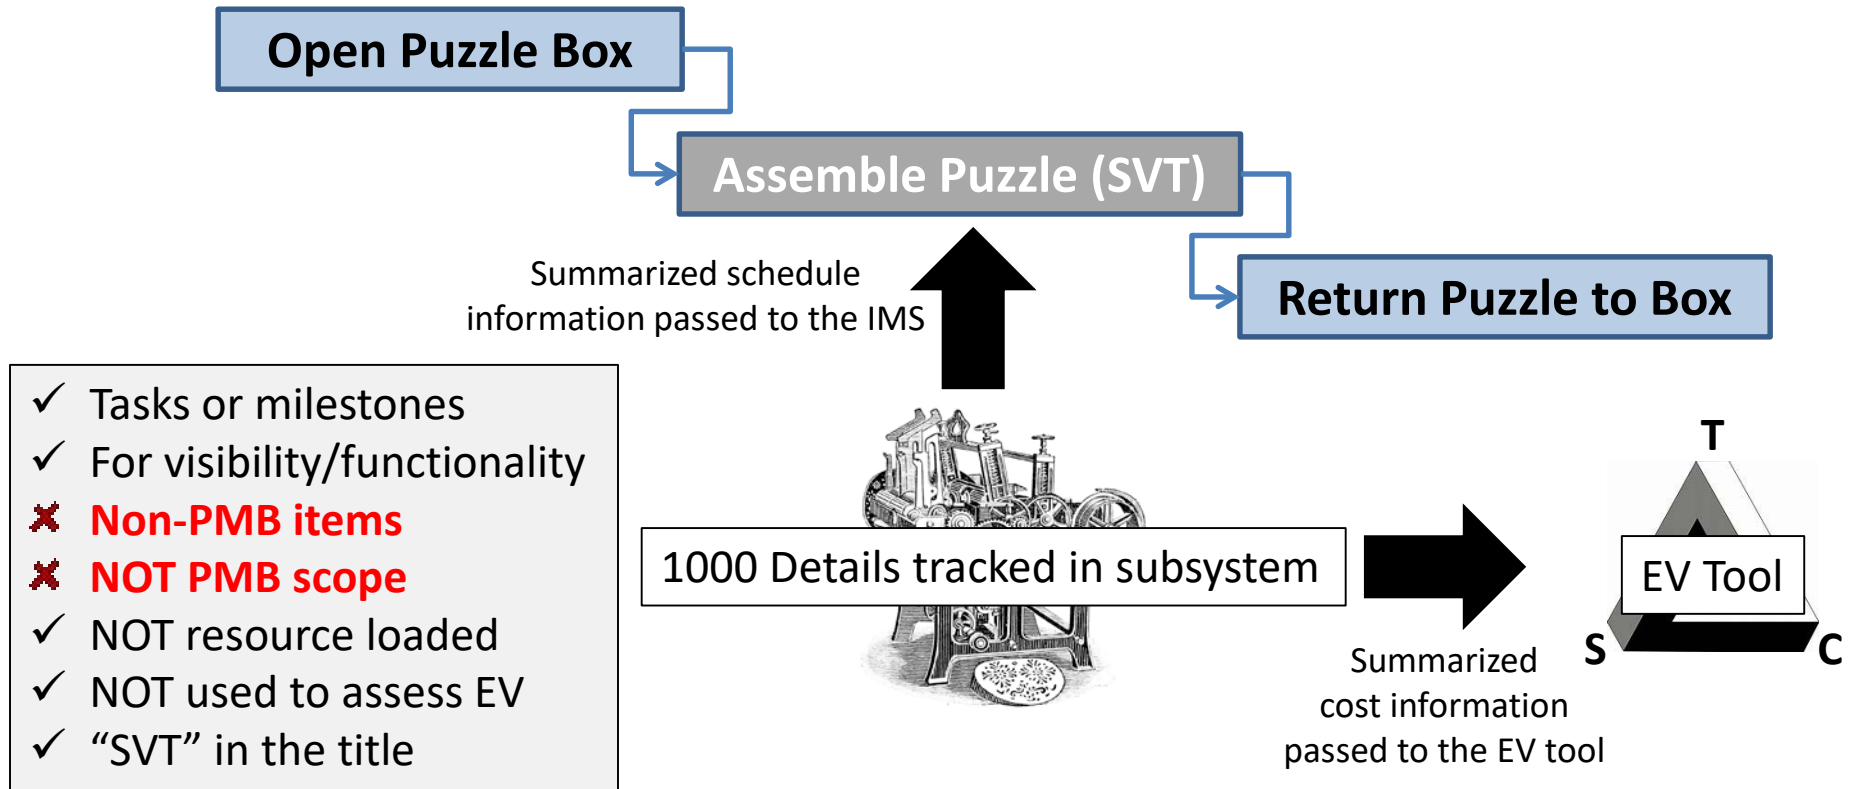 Open Puzzle Box
Assemble Puzzle (SVT)
Return Puzzle to Box
Summarized schedule
information passed to the IMS
✓ Tasks or milestones
✓ For visibility/functionality
✗ Non-PMB items
✗ NOT PMB scope
✓ NOT resource loaded
✓ NOT used to assess EV
✓ “SVT” in the title
1000 Details tracked in subsystem
Summarized
cost information
passed to the EV tool
T
EV Tool
S
C